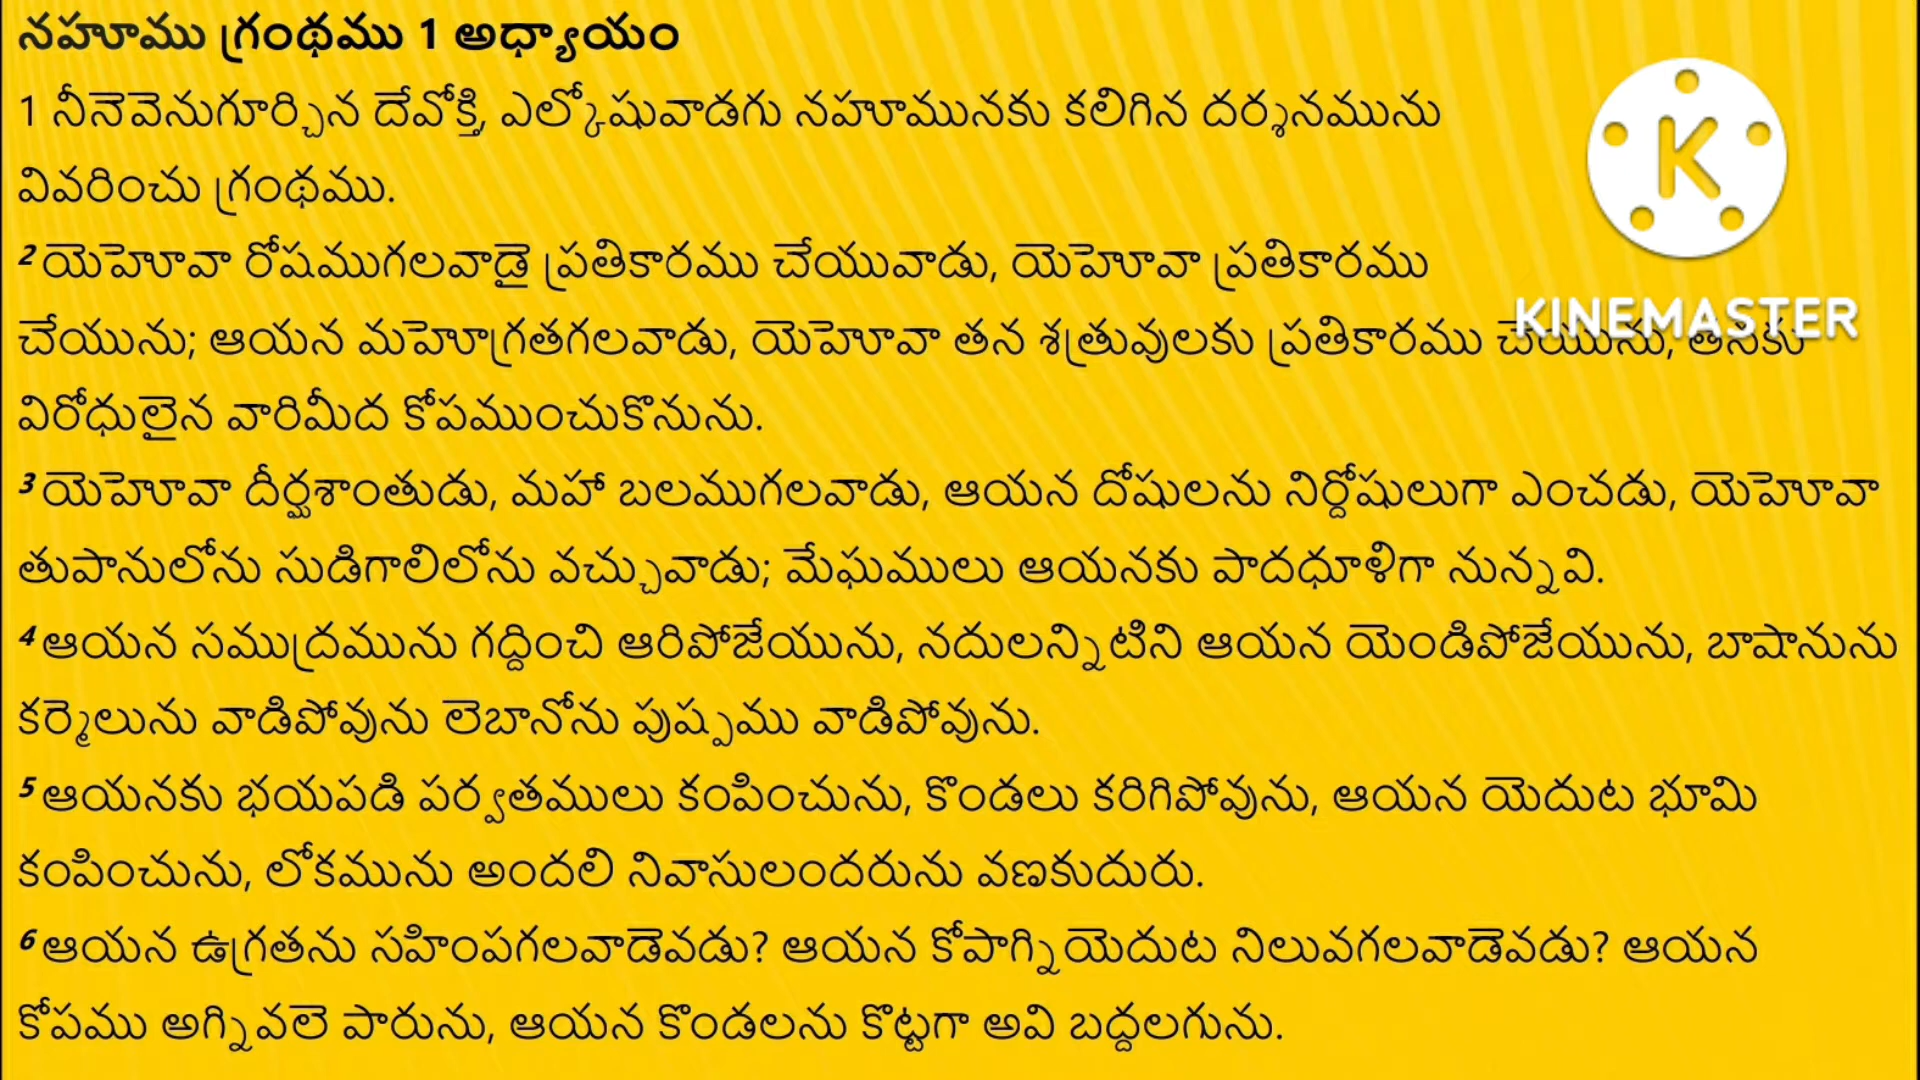 నహూము గ్రంథము 1 అధ్యాయం
1 నీనెవెనుగూర్చిన దేవోక్తి, ఎల్కోషువాడగు నహూమునకు కలిగిన దర్శనమును
వివరించు గ్రంథము.
2 యెహోవా రోషముగలవాడై ప్రతికారము చేయువాడు, యెహోవా ప్రతికారము
చేయును; ఆయన మహోగ్రతగలవాడు, యెహోవా తన శత్రువులకు ప్రతికారము చేయును, తనకు
విరోధులైన వారిమీద కోపముంచుకొనును.
3 యెహోవా దీర్ఘశాంతుడు, మహా బలముగలవాడు, ఆయన దోషులను నిర్దోషులుగా ఎంచడు, యెహోవా
తుపానులోను సుడిగాలిలోను వచ్చువాడు; మేఘములు ఆయనకు పాదధూళిగా నున్నవి.
4 ఆయన సముద్రమును గద్దించి ఆరిపోజేయును, నదులన్నిటిని ఆయన యెండిపోజేయును, బాషానును
కర్మెలును వాడిపోవును లెబానోను పుష్పము వాడిపోవును.
5 ఆయనకు భయపడి పర్వతములు కంపించును, కొండలు కరిగిపోవును, ఆయన యెదుట భూమి
కంపించును, లోకమును అందలి నివాసులందరును వణకుదురు.
6 ఆయన ఉగ్రతను సహింపగలవాడెవడు? ఆయన కోపాగ్నియెదుట నిలువగలవాడెవడు? ఆయన
కోపము అగ్నివలె పారును, ఆయన కొండలను కొట్టగా అవి బద్దలగును.
K
KINEMASTER